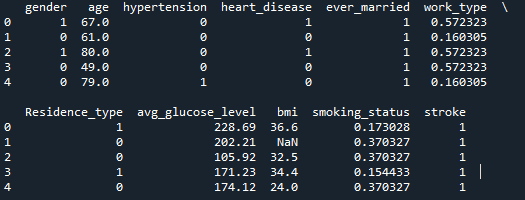 gender age hypertension heart_disease ever_married work_type \
0 1 67.0 0 1 1 0.572323
1 0 61.0 0 0 1 0.160305
2 1 80.0 0 1 1 0.572323
3 0 49.0 0 0 1 0.572323
4 0 79.0 1 0 1 0.160305
Residence_type avg_glucose_level bmi smoking_status stroke
0 1 228.69 36.6 0.173028 1
1 0 202.21 NaN 0.370327 1
2 0 105.92 32.5 0.370327 1
3 1 171.23 34.4 0.154433 1
4 0 174.12 24.0 0.370327 1